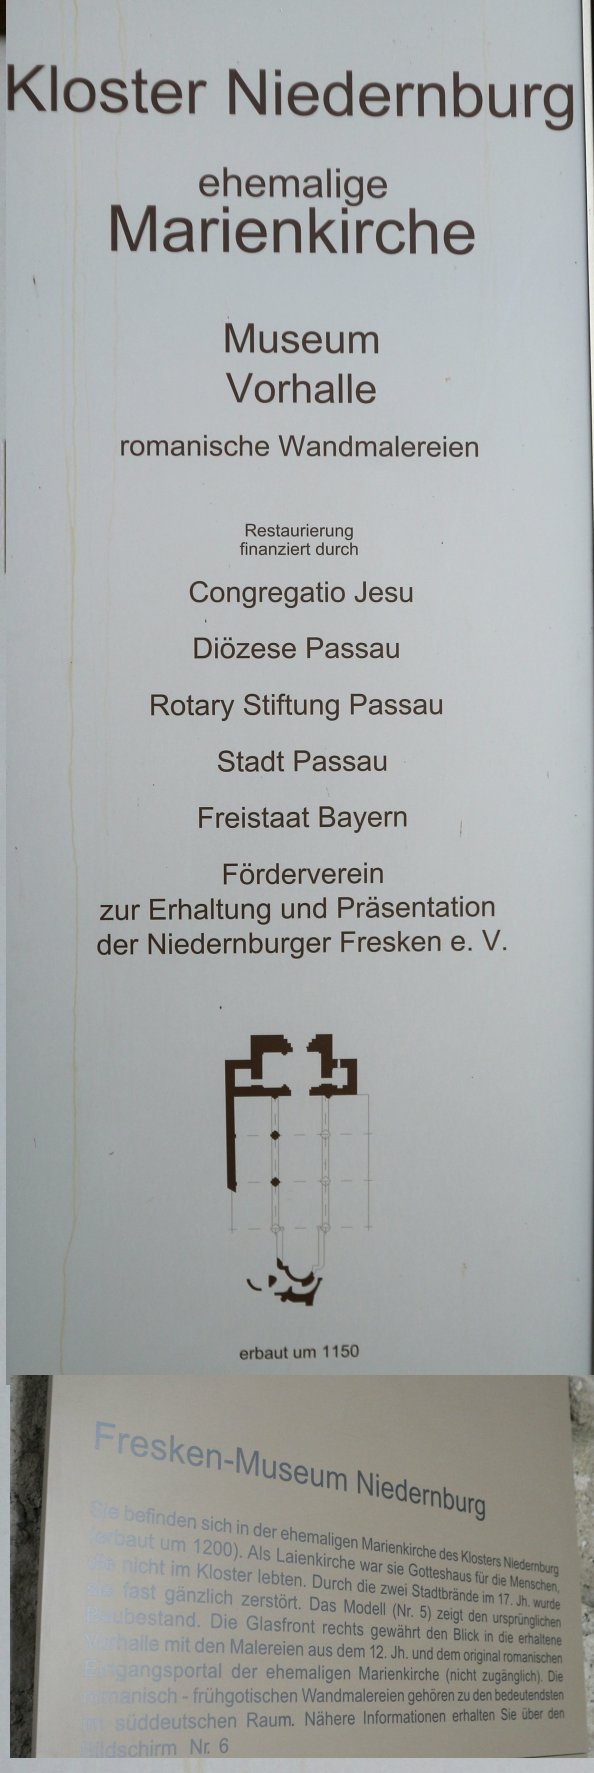 Kloster Niedernburg
ehemalige
Marienkirche
Museum
Vorhalle
romanische Wandmalereien
Restaurierung
finanziert durch
Congregatio Jesu
Diözese Passau
Rotary Stiftung Passau
Stadt Passau
Freistaat Bayern
Förderverein
zur Erhaltung und Präsentation
der Niedernburger Fresken e. V.
erbaut um 1150
Fresken-Museum Niedernburg
Sie befinden sich in der ehemaligen Marienkirche des Klosters Niedernburg
(erbaut um 1200). Als Laienkirche war sie Gotteshaus für die Menschen,
die nicht im Kloster lebten. Durch die zwei Stadtbrände im 17. Jh. wurde
sie fast gänzlich zerstört. Das Modell (Nr. 5) zeigt den ursprünglichen
Baubestand. Die Glasfront rechts gewährt den Blick in die erhaltene
Vorhalle mit den Malereien aus dem 12. Jh. und dem original romanischen
Eingangsportal der ehemaligen Marienkirche (nicht zugänglich). Die
romanisch - frühgotischen Wandmalereien gehören zu den bedeutendsten
im süddeutschen Raum. Nähere Informationen erhalten Sie über den
Bildschirm Nr. 6